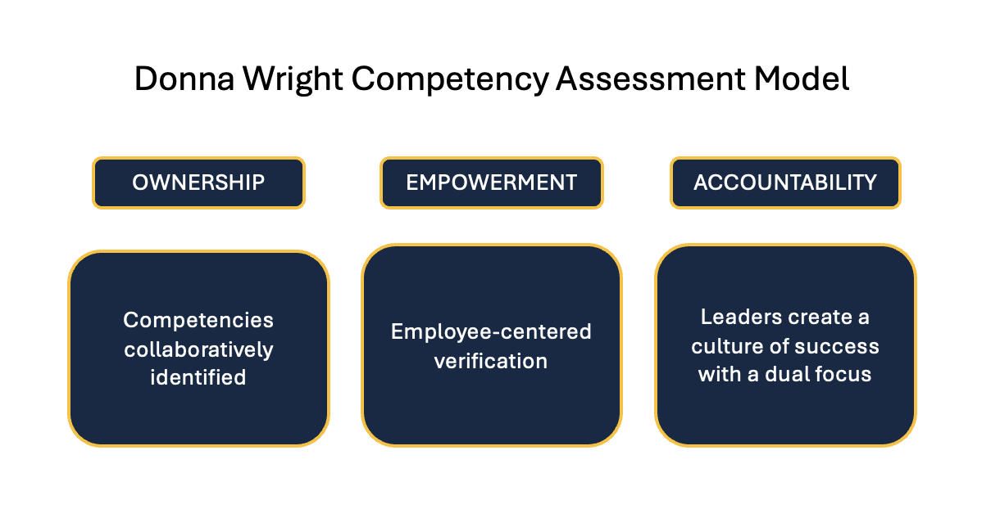 Donna Wright Competency Assessment Model
OWNERSHIP
EMPOWERMENT
ACCOUNTABILITY
Competencies
collaboratively
identified
Employee-centered
verification
Leaders create a
culture of success
with a dual focus